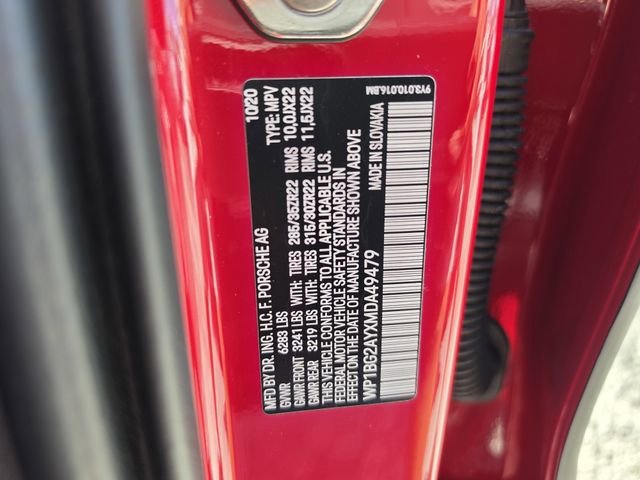 MFD BY DR. ING. H.C. F. PORSCHE AG 10/20
GVWR 6283 LBS TYPE: MPV
GAWR FRONT 3241 LBS WITH: TIRES 285/35ZR22 RIMS 10,0JX22
GAWR REAR 3219 LBS WITH: TIRES 315/30ZR22 RIMS 11,5JX22
THIS VEHICLE CONFORMS TO ALL APPLICABLE U.S.
FEDERAL MOTOR VEHICLE SAFETY STANDARDS IN
EFFECT ON THE DATE OF MANUFACTURE SHOWN ABOVE
WP1BG2AYXMDA49479 MADE IN SLOVAKIA
9Y3.010.016.BM